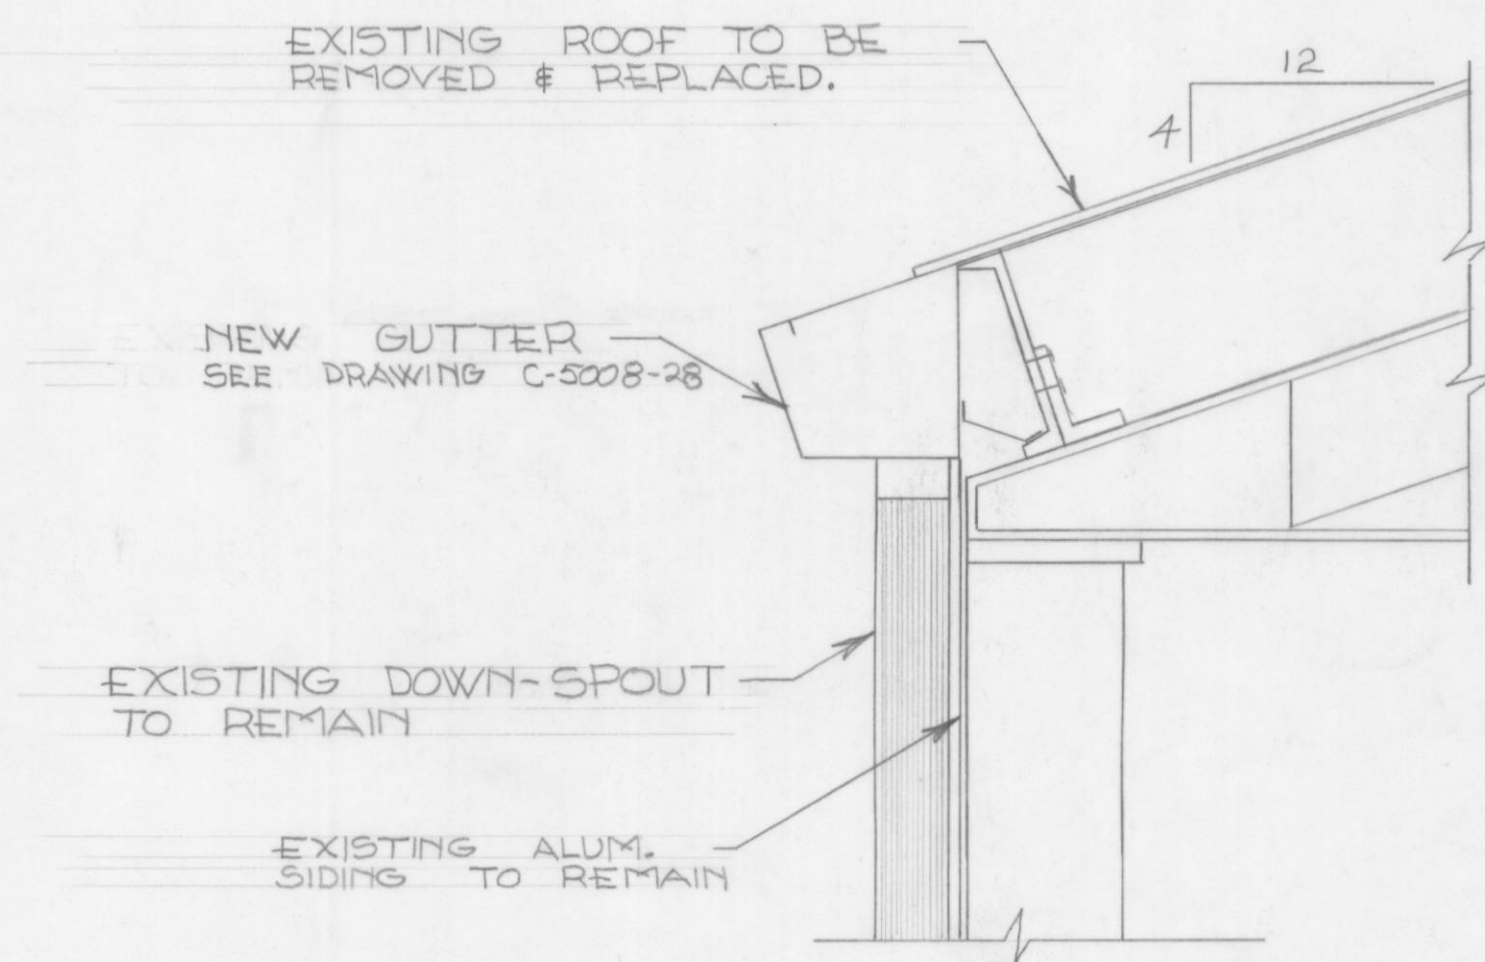 EXISTING ROOF TO BE
REMOVED & REPLACED.
12
4
NEW GUTTER
SEE DRAWING C-5008-28
EXISTING DOWN-SPOUT
TO REMAIN
EXISTING ALUM.
SIDING TO REMAIN